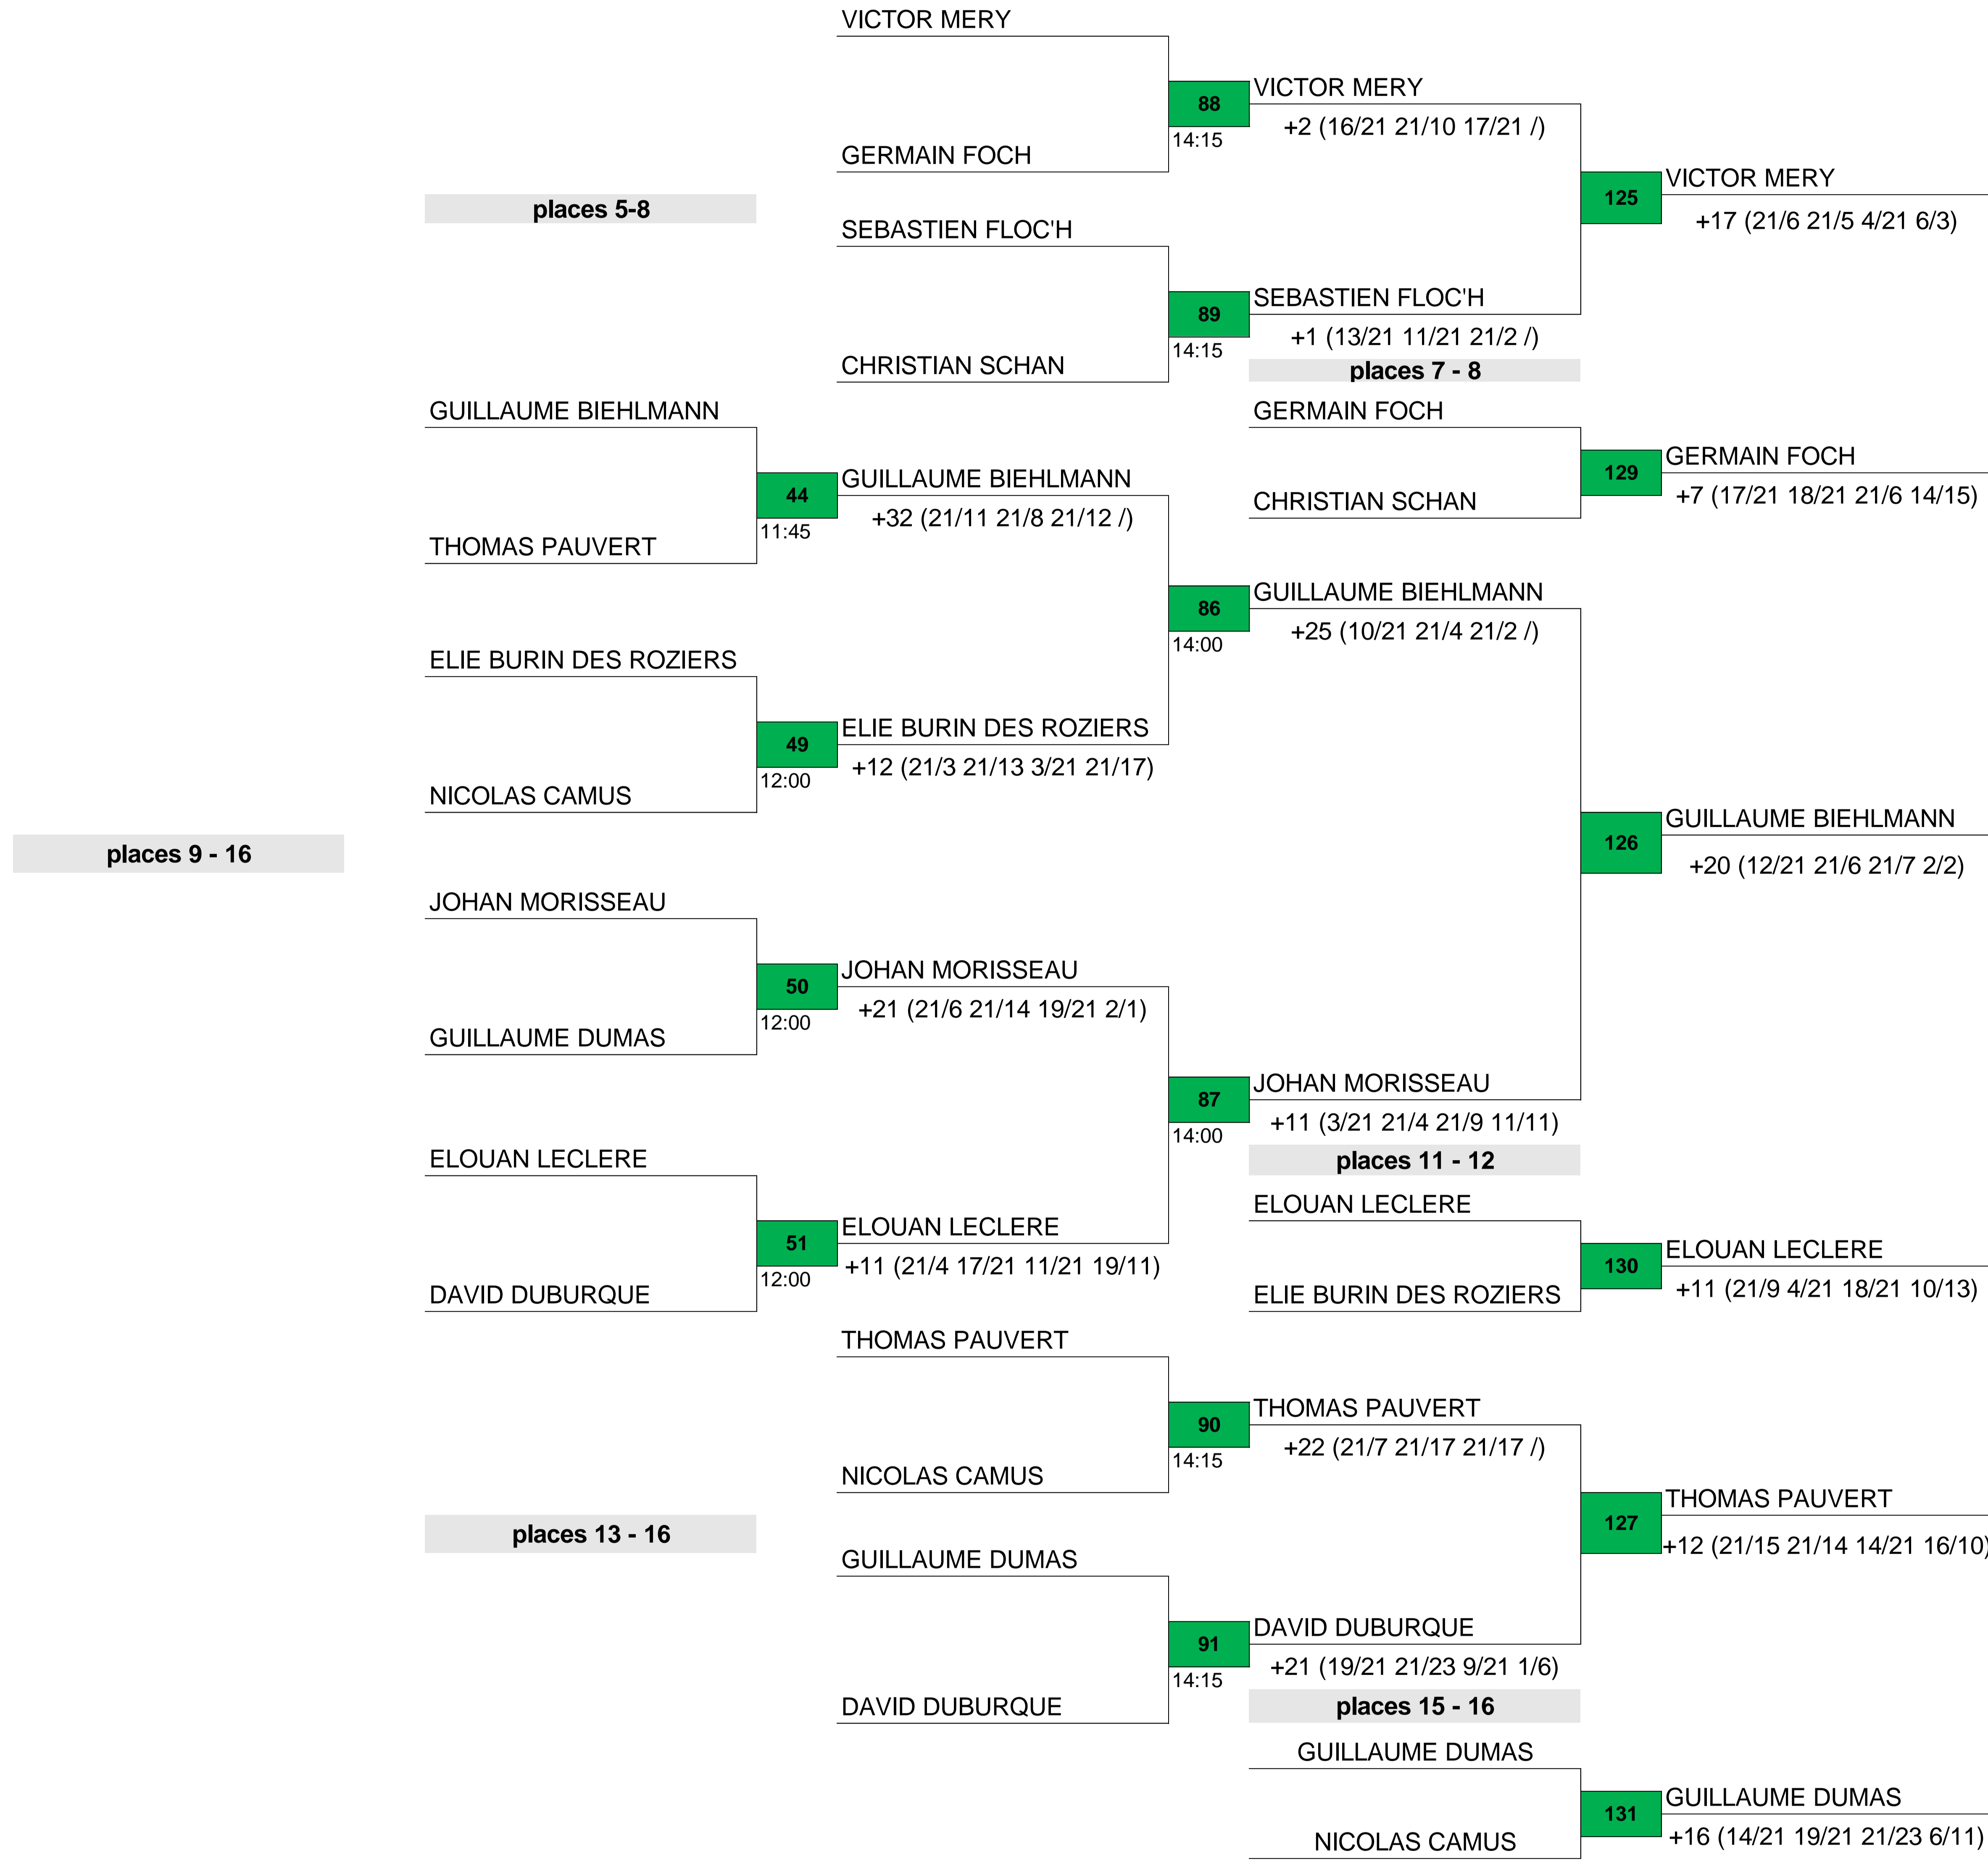 VICTOR MERY
88
VICTOR MERY
+2 (16/21 21/10 17/21 /)
14:15
GERMAIN FOCH
125
VICTOR MERY
+17 (21/6 21/5 4/21 6/3)
places 5-8
SEBASTIEN FLOC'H
89
SEBASTIEN FLOC'H
+1 (13/21 11/21 21/2 /)
14:15
CHRISTIAN SCHAN
places 7 - 8
GUILLAUME BIEHLMANN
GERMAIN FOCH
44
GUILLAUME BIEHLMANN
129
GERMAIN FOCH
+7 (17/21 18/21 21/6 14/15)
CHRISTIAN SCHAN
+32 (21/11 21/8 21/12 /)
11:45
THOMAS PAUVERT
86
GUILLAUME BIEHLMANN
+25 (10/21 21/4 21/2 /)
14:00
ELIE BURIN DES ROZIERS
49
ELIE BURIN DES ROZIERS
+12 (21/3 21/13 3/21 21/17)
12:00
NICOLAS CAMUS
126
GUILLAUME BIEHLMANN
+20 (12/21 21/6 21/7 2/2)
places 9 - 16
JOHAN MORISSEAU
50
JOHAN MORISSEAU
+21 (21/6 21/14 19/21 2/1)
12:00
GUILLAUME DUMAS
87
JOHAN MORISSEAU
+11 (3/21 21/4 21/9 11/11)
14:00
places 11 - 12
ELOUAN LECLERE
ELOUAN LECLERE
51
ELOUAN LECLERE
+11 (21/4 17/21 11/21 19/11)
12:00
130
ELOUAN LECLERE
+11 (21/9 4/21 18/21 10/13)
DAVID DUBURQUE
ELIE BURIN DES ROZIERS
THOMAS PAUVERT
90
THOMAS PAUVERT
+22 (21/7 21/17 21/17 /)
14:15
NICOLAS CAMUS
127
THOMAS PAUVERT
+12 (21/15 21/14 14/21 16/10)
places 13 - 16
GUILLAUME DUMAS
91
DAVID DUBURQUE
+21 (19/21 21/23 9/21 1/6)
14:15
DAVID DUBURQUE
places 15 - 16
GUILLAUME DUMAS
131
GUILLAUME DUMAS
+16 (14/21 19/21 21/23 6/11)
NICOLAS CAMUS